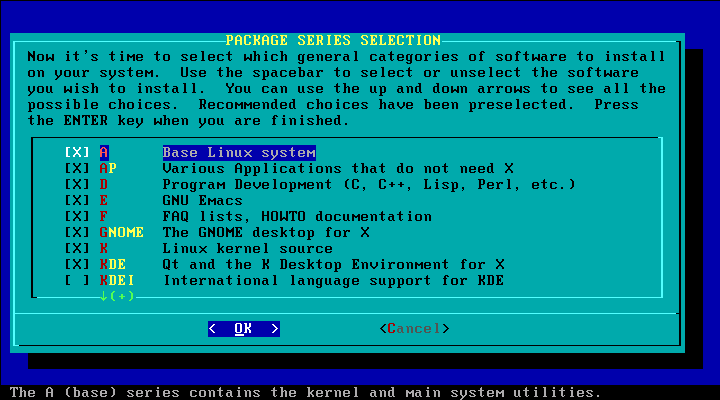 PACKAGE SERIES SELECTION
Now it's time to select which general categories of software to install
on your system.  Use the spacebar to select or unselect the software
you wish to install.  You can use the up and down arrows to see all the
possible choices.  Recommended choices have been preselected.  Press
the ENTER key when you are finished.
[X] A Base Linux system
[X] AP Various Applications that do not need X
[X] D Program Development (C, C++, Lisp, Perl, etc.)
[X] E GNU Emacs
[X] F FAQ lists, HOWTO documentation
[X] GNOME The GNOME desktop for X
[X] K Linux kernel source
[X] KDE Qt and the K Desktop Environment for X
[ ] KDEI International language support for KDE
↓(+)
< OK > <Cancel>
The A (base) series contains the kernel and main system utilities.